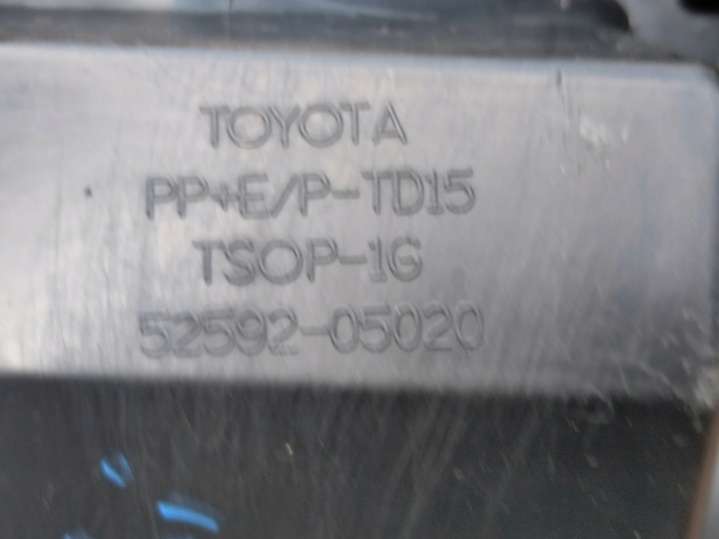 TOYOTA
PP+E/P-TD15
TSOP-1G
52592-05020